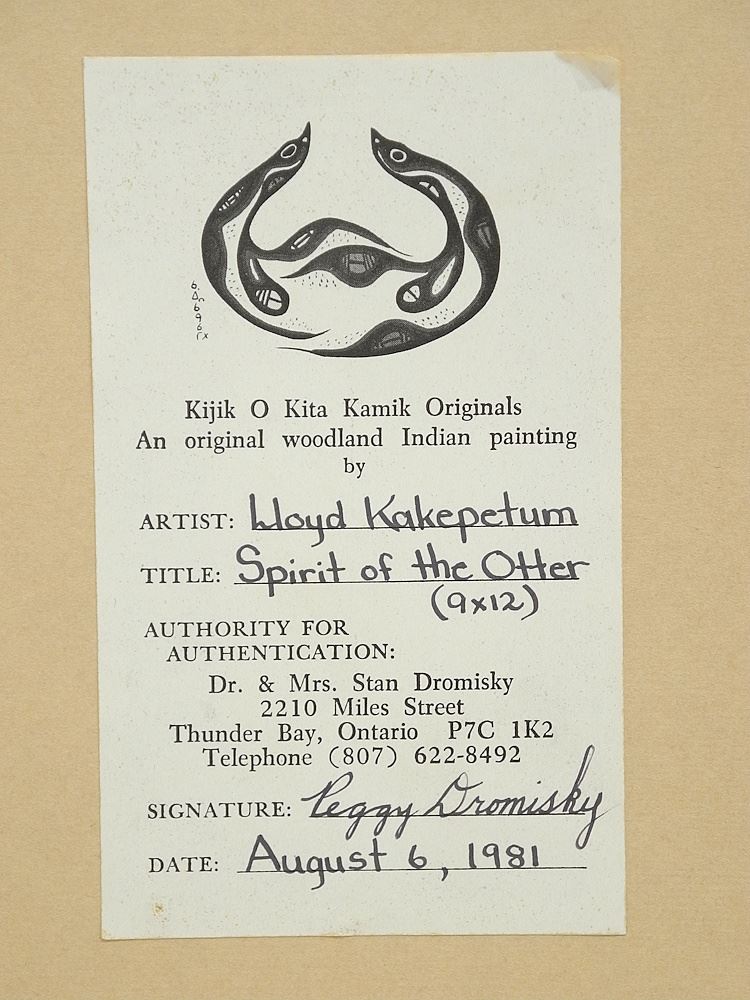 Kijik O Kita Kamik Originals
An original woodland Indian painting
by
ARTIST: Lloyd Kakepetum
TITLE: Spirit of the Otter
(9x12)
AUTHORITY FOR
AUTHENTICATION:
Dr. & Mrs. Stan Dromisky
2210 Miles Street
Thunder Bay, Ontario P7C 1K2
Telephone (807) 622-8492
SIGNATURE: Peggy Dromisky
DATE: August 6, 1981